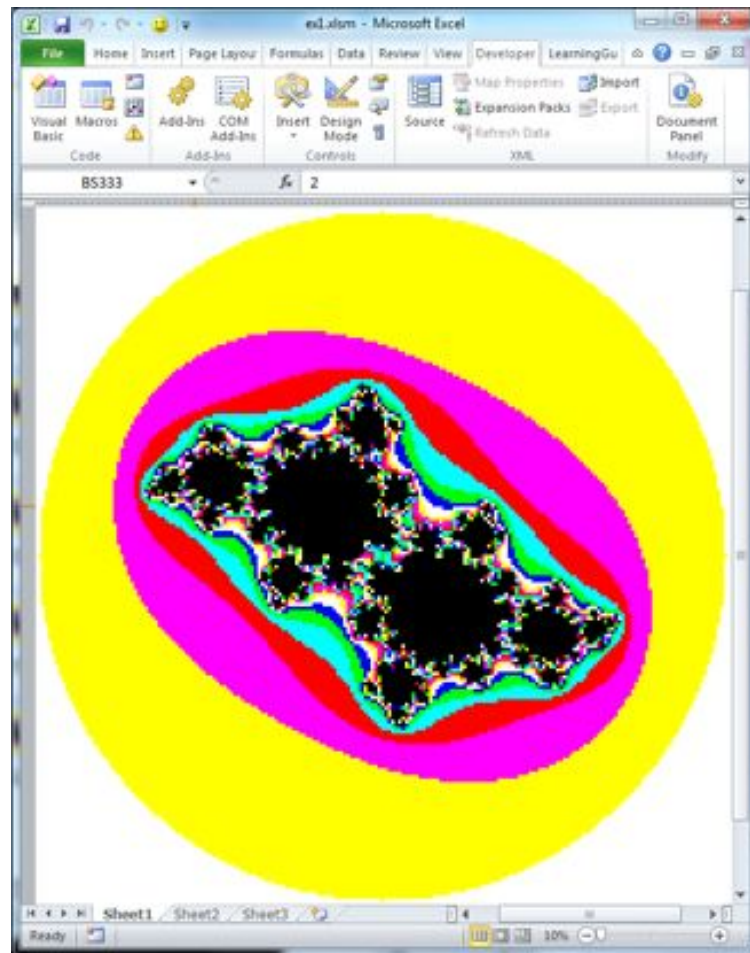 ex1.xlsm - Microsoft Excel
File Home Insert Page Layout Formulas Data Review View Developer LearningGu
Visual Basic Macros Add-Ins COM Add-Ins Insert Design Mode Source Map Properties Import
Expansion Packs Export
Refresh Data
Document Panel
Code Add-Ins Controls XML Modify
BS333 fx 2
Sheet1 Sheet2 Sheet3
Ready 10%